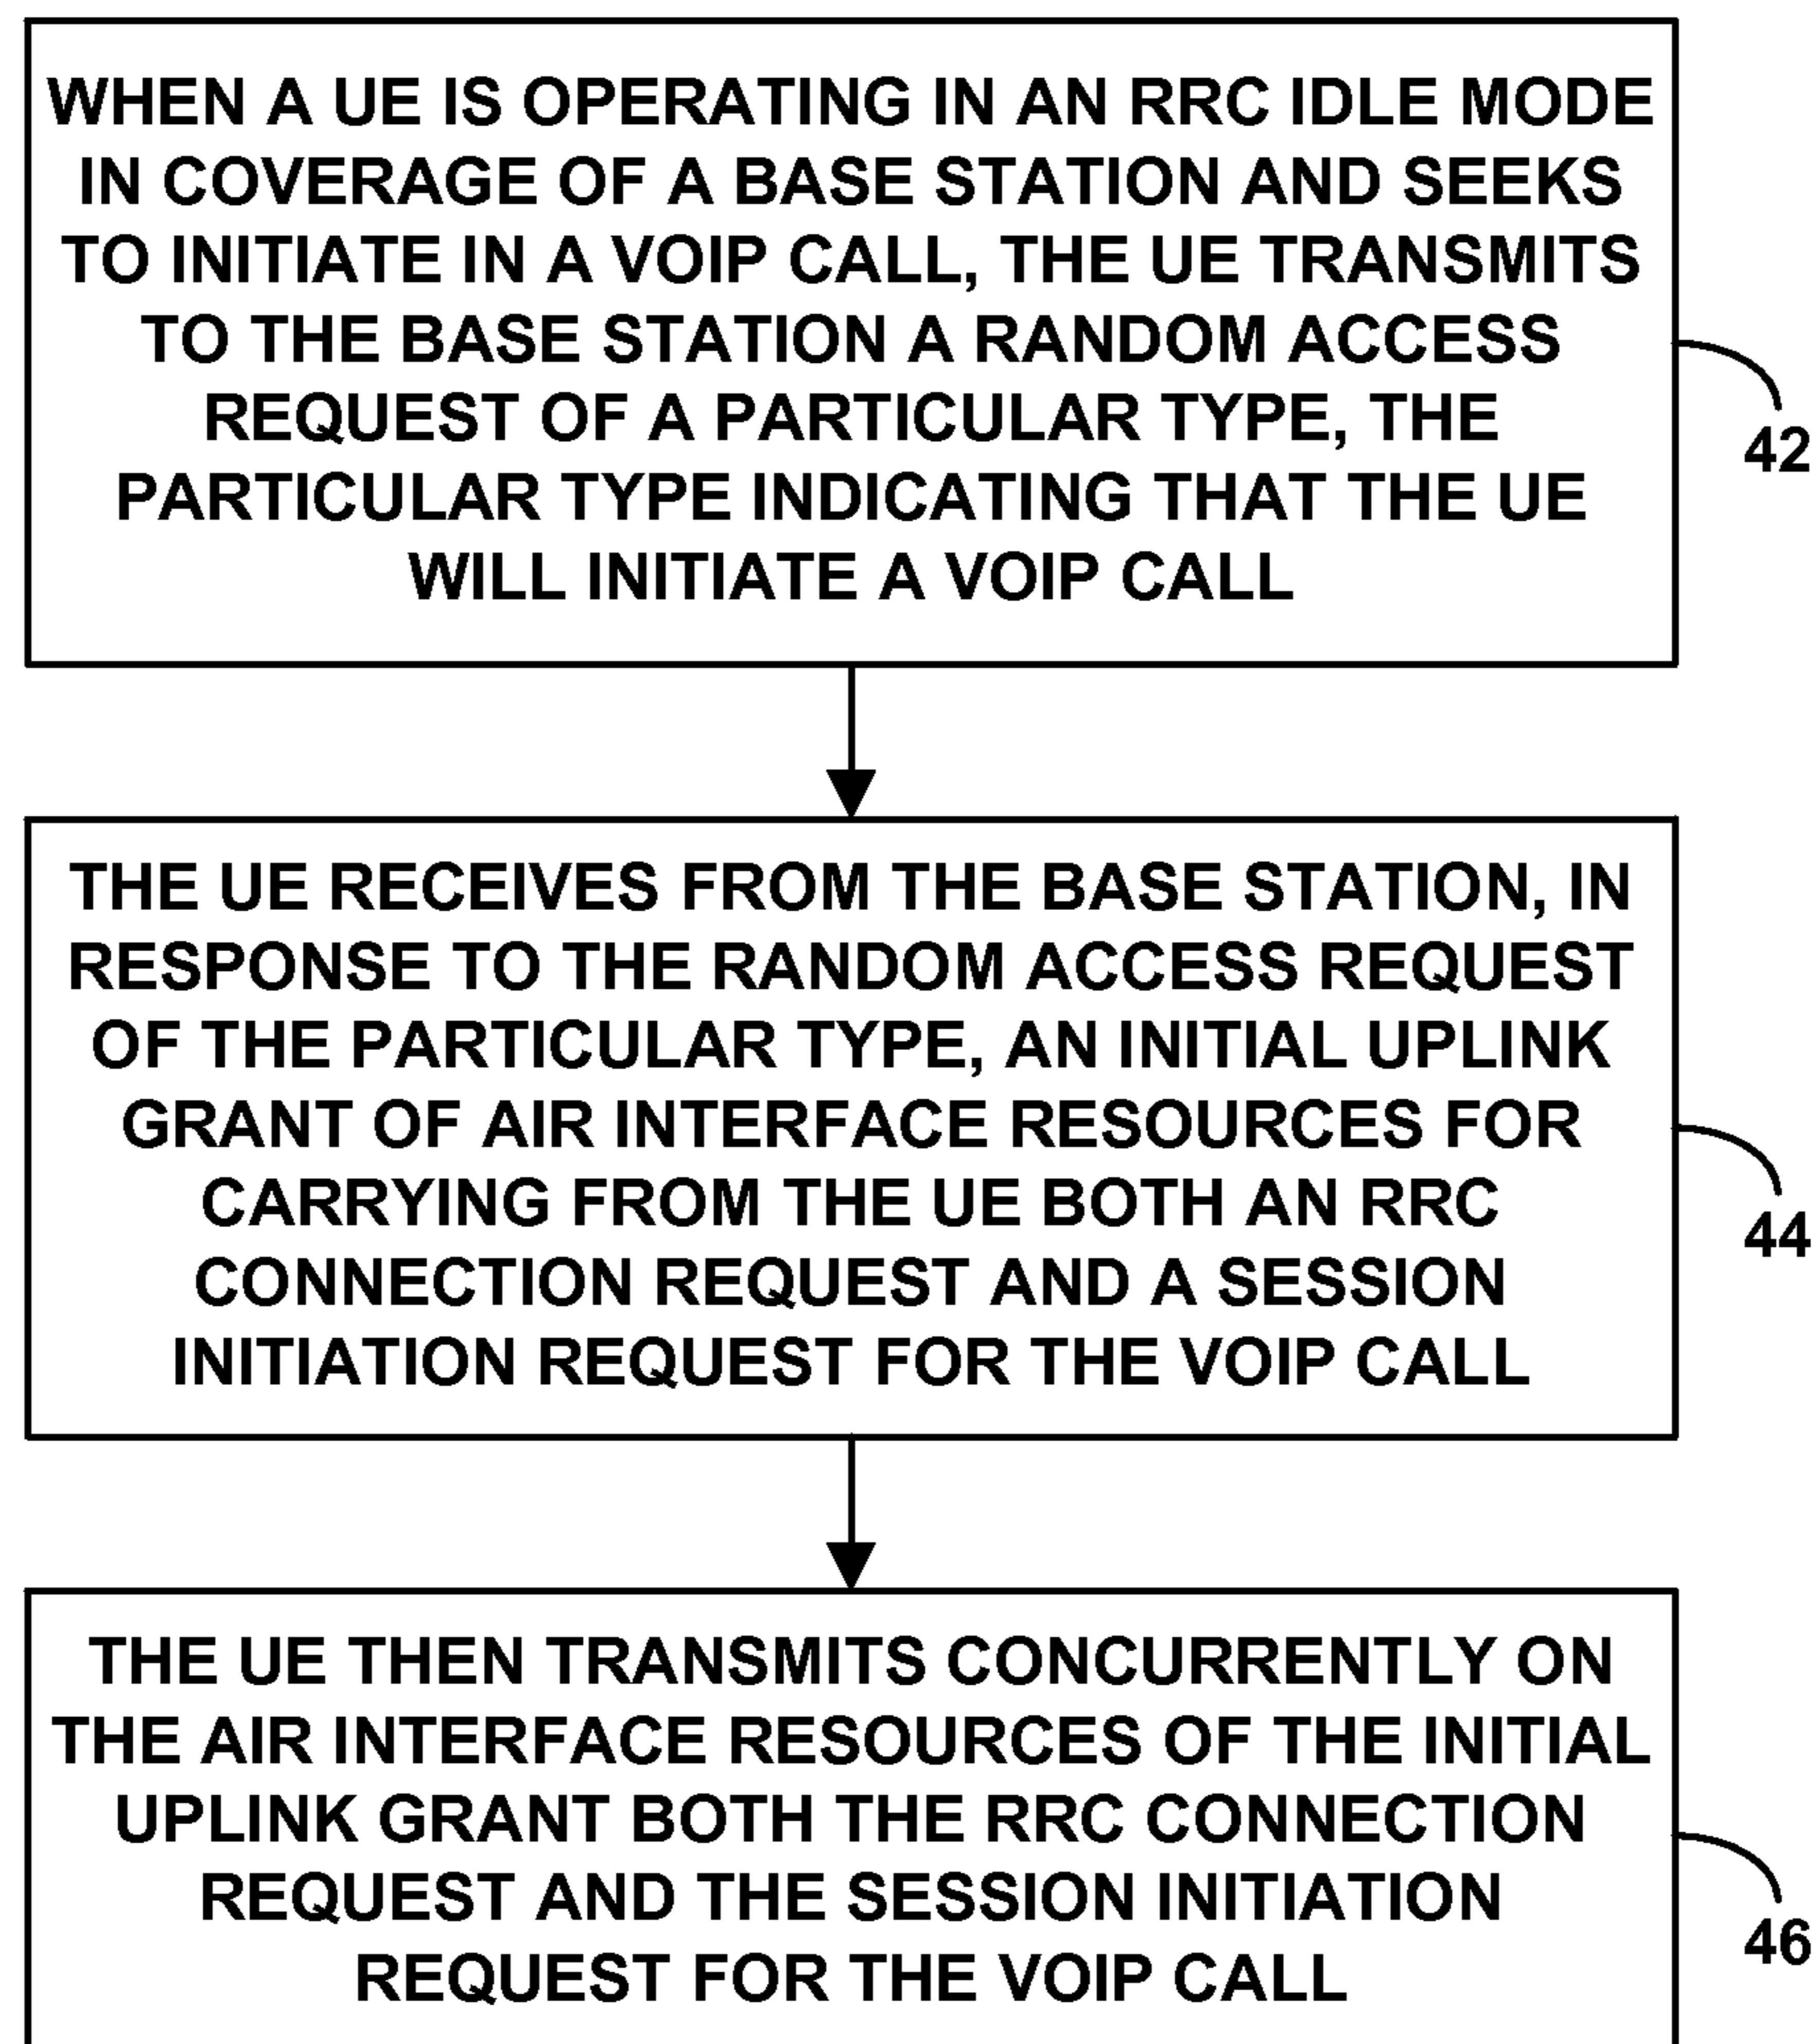 WHEN A UE IS OPERATING IN AN RRC IDLE MODE
IN COVERAGE OF A BASE STATION AND SEEKS
TO INITIATE IN A VOIP CALL, THE UE TRANSMITS
TO THE BASE STATION A RANDOM ACCESS
REQUEST OF A PARTICULAR TYPE, THE
PARTICULAR TYPE INDICATING THAT THE UE
WILL INITIATE A VOIP CALL
42
THE UE RECEIVES FROM THE BASE STATION, IN
RESPONSE TO THE RANDOM ACCESS REQUEST
OF THE PARTICULAR TYPE, AN INITIAL UPLINK
GRANT OF AIR INTERFACE RESOURCES FOR
CARRYING FROM THE UE BOTH AN RRC
CONNECTION REQUEST AND A SESSION
INITIATION REQUEST FOR THE VOIP CALL
44
THE UE THEN TRANSMITS CONCURRENTLY ON
THE AIR INTERFACE RESOURCES OF THE INITIAL
UPLINK GRANT BOTH THE RRC CONNECTION
REQUEST AND THE SESSION INITIATION
REQUEST FOR THE VOIP CALL
46